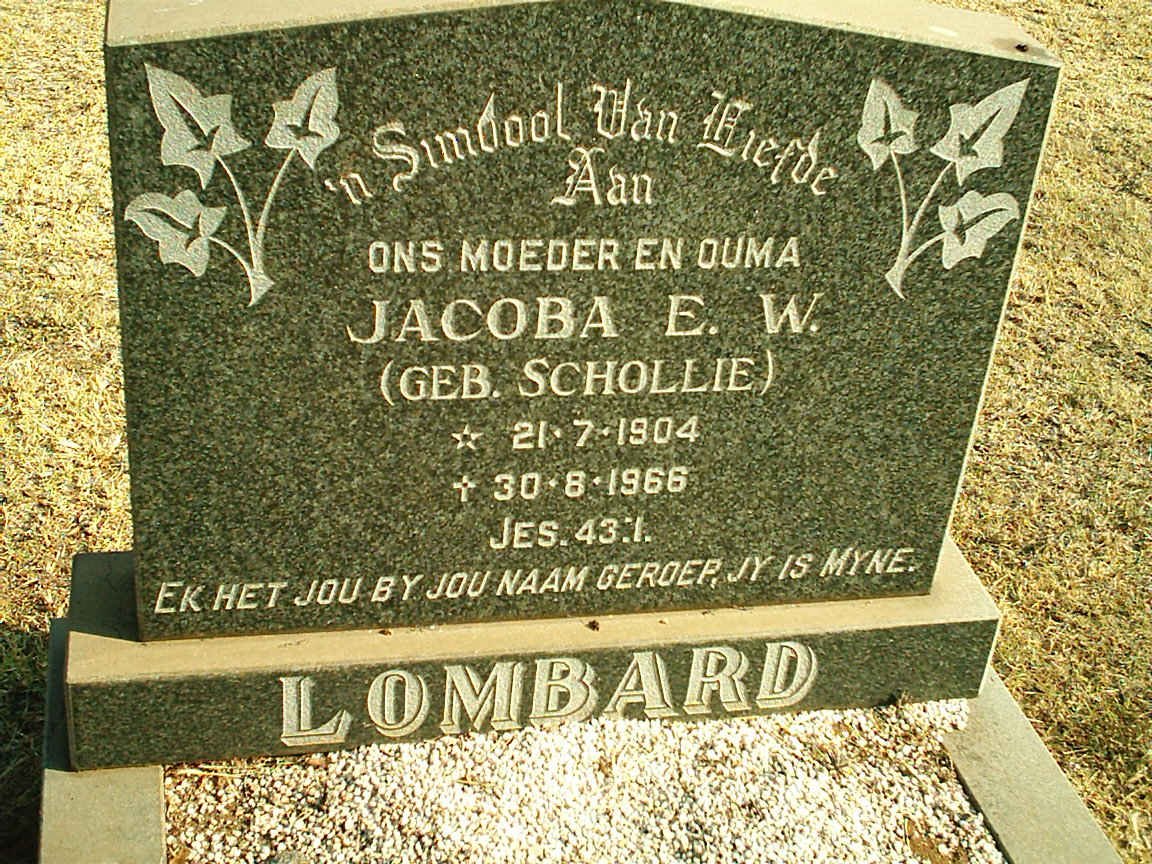 'n Simbool Van Liefde
Aan
ONS MOEDER EN OUMA
JACOBA E. W.
(GEB. SCHOLLIE)
☆ 21·7·1904
✝ 30·8·1966
JES. 43:1.
EK HET JOU BY JOU NAAM GEROEP, JY IS MYNE.
LOMBARD